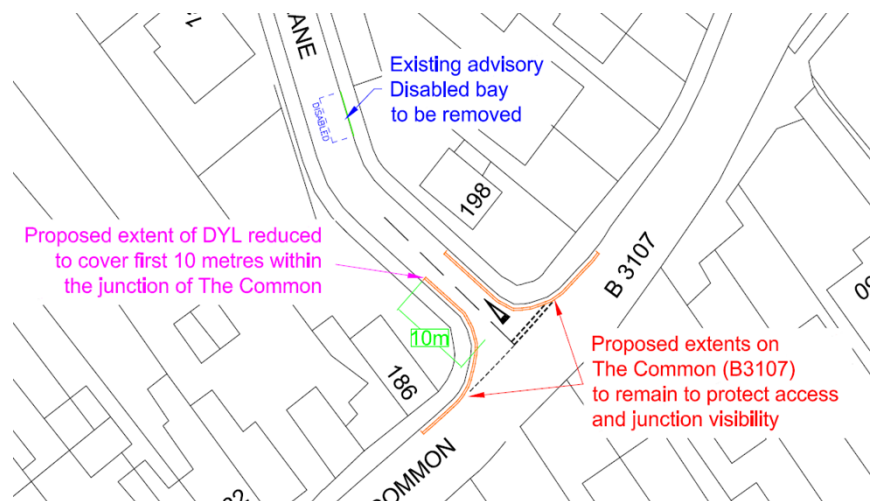 LANE
Existing advisory
Disabled bay
to be removed
DISABLED
198
Proposed extent of DYL reduced
to cover first 10 metres within
the junction of The Common
B 3107
10m
186
Proposed extents on
The Common (B3107)
to remain to protect access
and junction visibility
COMMON